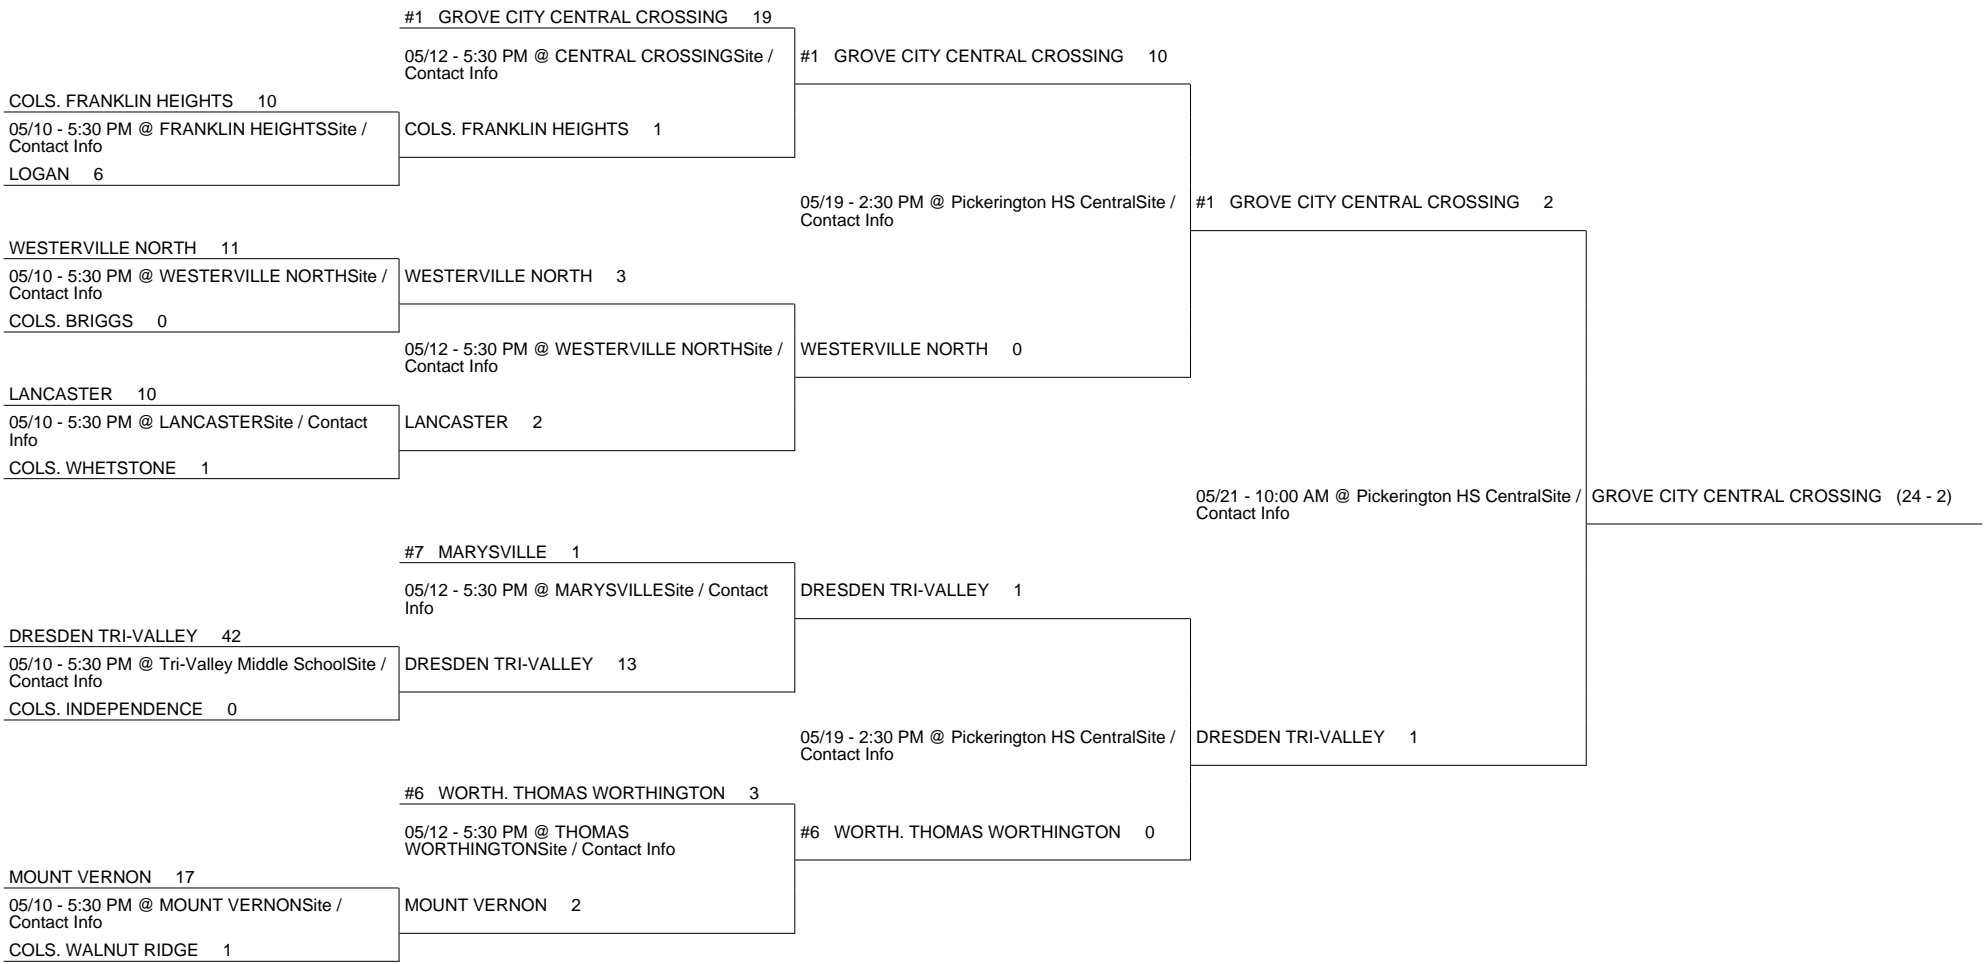 #1 GROVE CITY CENTRAL CROSSING 19
05/12 - 5:30 PM @ CENTRAL CROSSINGSite /
Contact Info
#1 GROVE CITY CENTRAL CROSSING 10
COLS. FRANKLIN HEIGHTS 10
05/10 - 5:30 PM @ FRANKLIN HEIGHTSSite /
Contact Info
COLS. FRANKLIN HEIGHTS 1
LOGAN 6
05/19 - 2:30 PM @ Pickerington HS CentralSite /
Contact Info
#1 GROVE CITY CENTRAL CROSSING 2
WESTERVILLE NORTH 11
05/10 - 5:30 PM @ WESTERVILLE NORTHSite /
Contact Info
WESTERVILLE NORTH 3
COLS. BRIGGS 0
05/12 - 5:30 PM @ WESTERVILLE NORTHSite /
Contact Info
WESTERVILLE NORTH 0
LANCASTER 10
05/10 - 5:30 PM @ LANCASTERSite / Contact
Info
LANCASTER 2
COLS. WHETSTONE 1
05/21 - 10:00 AM @ Pickerington HS CentralSite /
Contact Info
GROVE CITY CENTRAL CROSSING (24 - 2)
#7 MARYSVILLE 1
05/12 - 5:30 PM @ MARYSVILLESite / Contact
Info
DRESDEN TRI-VALLEY 1
DRESDEN TRI-VALLEY 42
05/10 - 5:30 PM @ Tri-Valley Middle SchoolSite /
Contact Info
DRESDEN TRI-VALLEY 13
COLS. INDEPENDENCE 0
05/19 - 2:30 PM @ Pickerington HS CentralSite /
Contact Info
DRESDEN TRI-VALLEY 1
#6 WORTH. THOMAS WORTHINGTON 3
05/12 - 5:30 PM @ THOMAS
WORTHINGTONSite / Contact Info
#6 WORTH. THOMAS WORTHINGTON 0
MOUNT VERNON 17
05/10 - 5:30 PM @ MOUNT VERNONSite /
Contact Info
MOUNT VERNON 2
COLS. WALNUT RIDGE 1